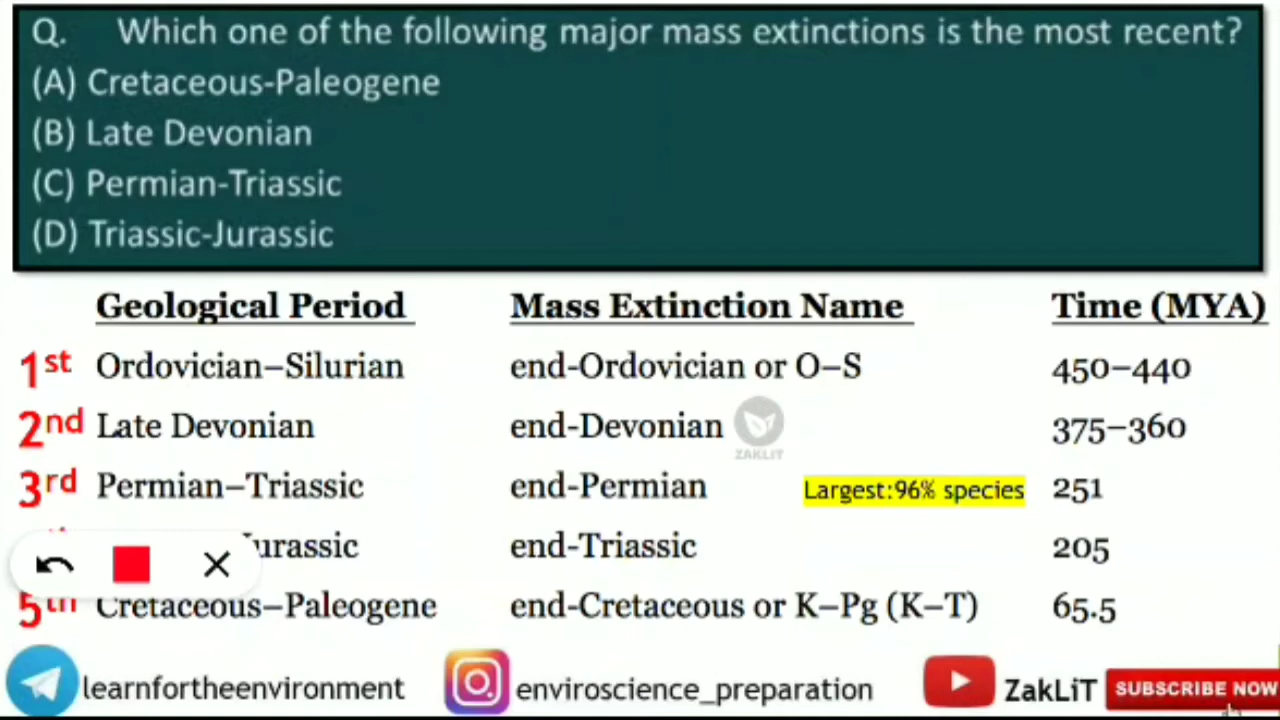 Q. Which one of the following major mass extinctions is the most recent?
(A) Cretaceous-Paleogene
(B) Late Devonian
(C) Permian-Triassic
(D) Triassic-Jurassic
Geological Period Mass Extinction Name Time (MYA)
1st Ordovician–Silurian end-Ordovician or O–S 450–440
2nd Late Devonian end-Devonian 375–360
ZAKLIT
3rd Permian–Triassic end-Permian Largest:96% species 251
Jurassic end-Triassic 205
5th Cretaceous–Paleogene end-Cretaceous or K–Pg (K–T) 65.5
learnfortheenvironment enviroscience_preparation ZakLiT SUBSCRIBE NOW